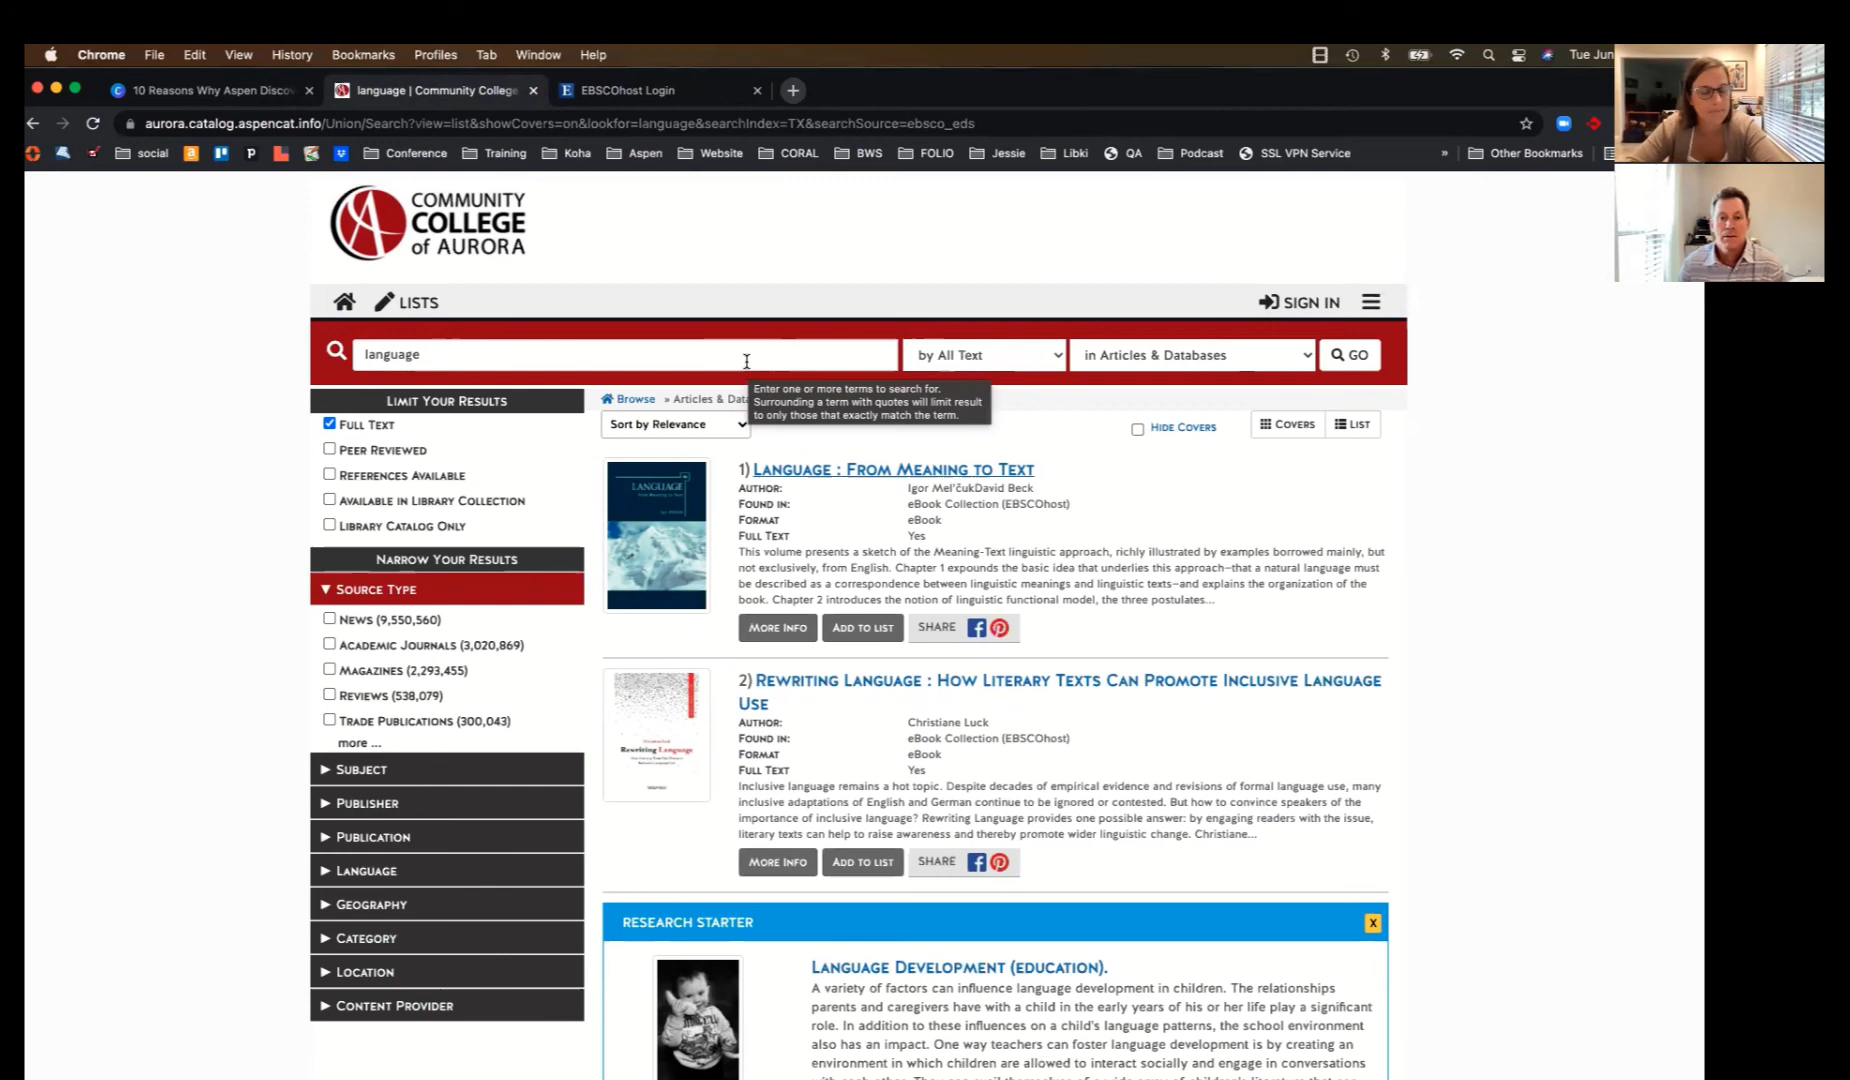 Chrome File Edit View History Bookmarks Profiles Tab Window Help Tue Jun
10 Reasons Why Aspen Discov language | Community College EBSCOhost Login
aurora.catalog.aspencat.info/Union/Search?view=list&showCovers=on&lookfor=language&searchIndex=TX&searchSource=ebsco_eds
social Conference Training Koha Aspen Website CORAL BWS FOLIO Jessie Libki QA Podcast SSL VPN Service » Other Bookmarks
COMMUNITY
COLLEGE
of AURORA
LISTS SIGN IN
language by All Text in Articles & Databases GO
Enter one or more terms to search for.
Surrounding a term with quotes will limit result
to only those that exactly match the term.
LIMIT YOUR RESULTS
FULL TEXT
PEER REVIEWED
REFERENCES AVAILABLE
AVAILABLE IN LIBRARY COLLECTION
LIBRARY CATALOG ONLY
NARROW YOUR RESULTS
SOURCE TYPE
NEWS (9,550,560)
ACADEMIC JOURNALS (3,020,869)
MAGAZINES (2,293,455)
REVIEWS (538,079)
TRADE PUBLICATIONS (300,043)
more ...
SUBJECT
PUBLISHER
PUBLICATION
LANGUAGE
GEOGRAPHY
CATEGORY
LOCATION
CONTENT PROVIDER
Browse » Articles & Dat
Sort by Relevance HIDE COVERS COVERS LIST
LANGUAGE
1) LANGUAGE : FROM MEANING TO TEXT
AUTHOR: Igor Mel'čukDavid Beck
FOUND IN: eBook Collection (EBSCOhost)
FORMAT eBook
FULL TEXT Yes
This volume presents a sketch of the Meaning-Text linguistic approach, richly illustrated by examples borrowed mainly, but
not exclusively, from English. Chapter 1 expounds the basic idea that underlies this approach—that a natural language must
be described as a correspondence between linguistic meanings and linguistic texts—and explains the organization of the
book. Chapter 2 introduces the notion of linguistic functional model, the three postulates...
MORE INFO ADD TO LIST SHARE
Rewriting Language
2) REWRITING LANGUAGE : HOW LITERARY TEXTS CAN PROMOTE INCLUSIVE LANGUAGE
USE
AUTHOR: Christiane Luck
FOUND IN: eBook Collection (EBSCOhost)
FORMAT eBook
FULL TEXT Yes
Inclusive language remains a hot topic. Despite decades of empirical evidence and revisions of formal language use, many
inclusive adaptations of English and German continue to be ignored or contested. But how to convince speakers of the
importance of inclusive language? Rewriting Language provides one possible answer: by engaging readers with the issue,
literary texts can help to raise awareness and thereby promote wider linguistic change. Christiane...
MORE INFO ADD TO LIST SHARE
RESEARCH STARTER X
LANGUAGE DEVELOPMENT (EDUCATION).
A variety of factors can influence language development in children. The relationships
parents and caregivers have with a child in the early years of his or her life play a significant
role. In addition to these influences on a child's language patterns, the school environment
also has an impact. One way teachers can foster language development is by creating an
environment in which children are allowed to interact socially and engage in conversations